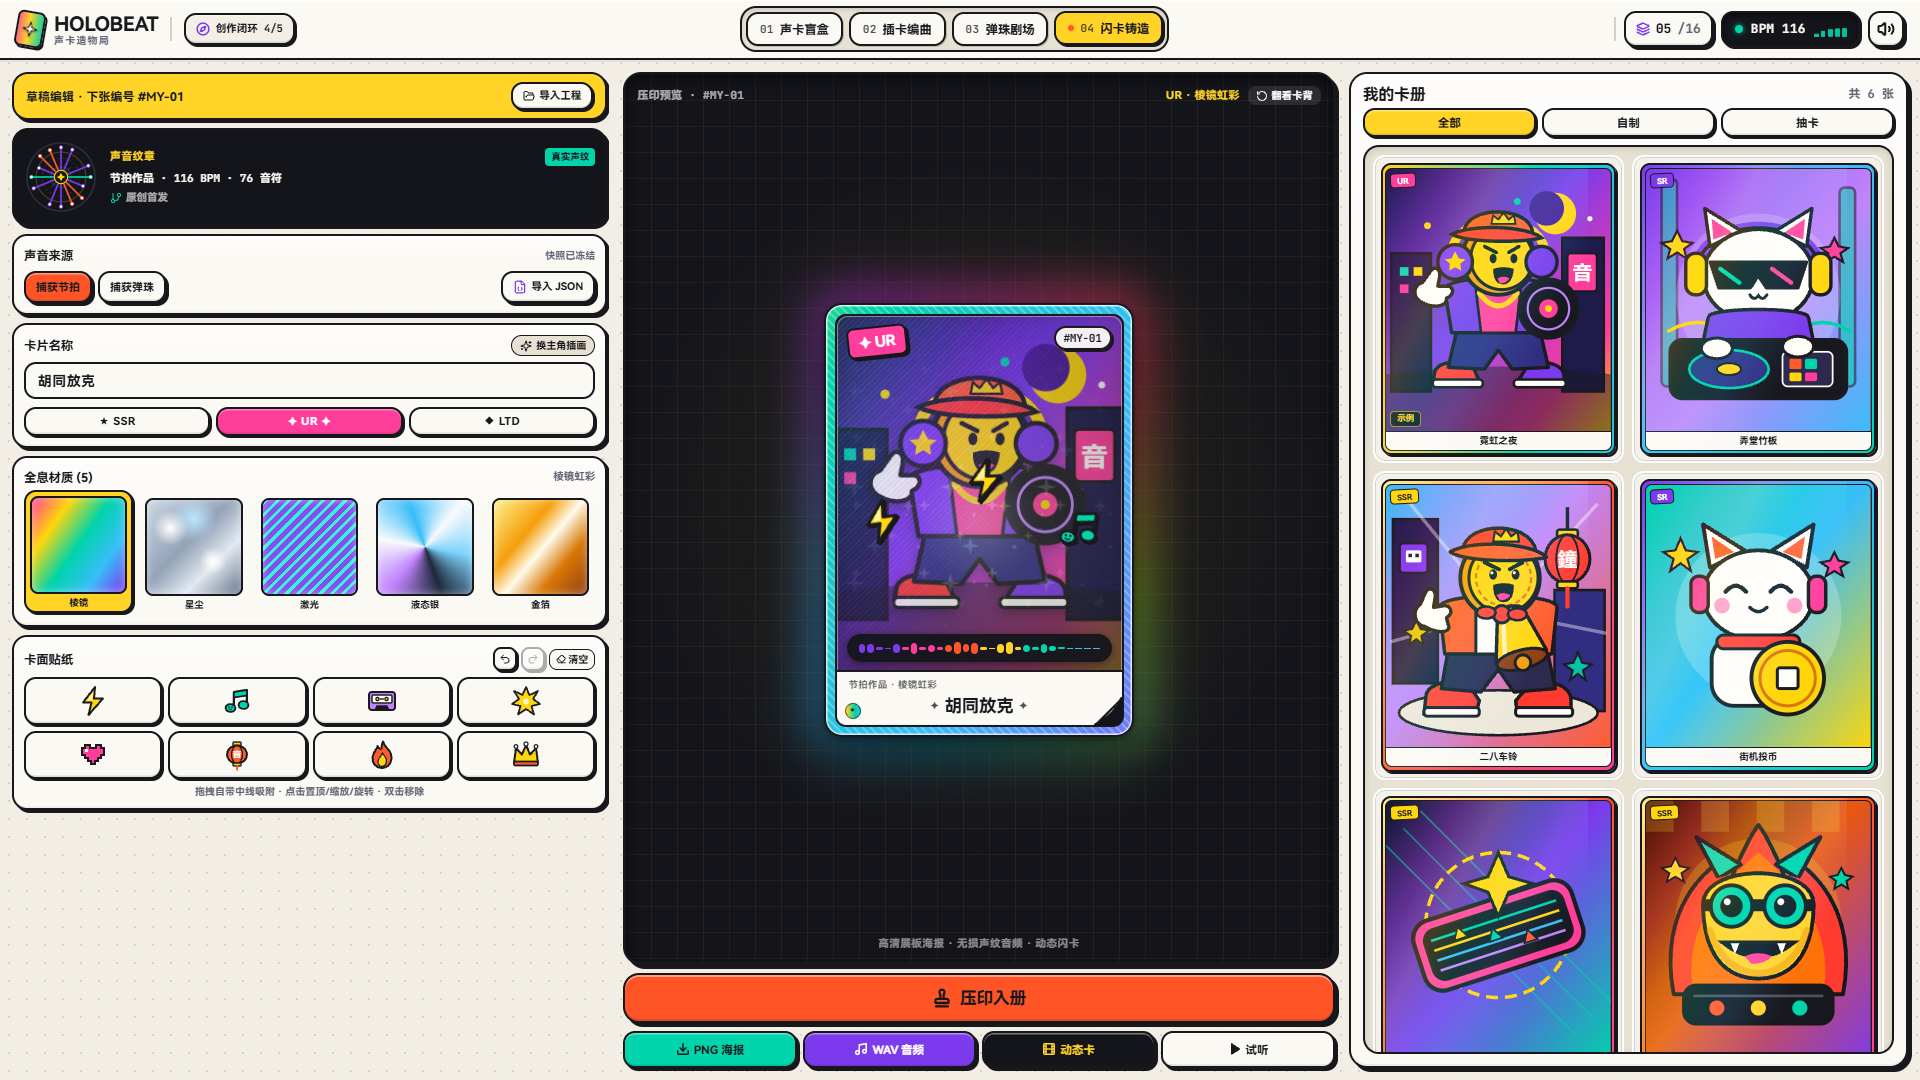 HOLOBEAT
声卡造物局
创作闭环 4/5
01 声卡盲盒
02 插卡编曲
03 弹珠剧场
04 闪卡铸造
05 /16
BPM 116
草稿编辑 · 下张编号 #MY-01
导入工程
声音纹章
真实声纹
节拍作品 · 116 BPM · 76 音符
原创首发
声音来源
快照已冻结
捕获节拍
捕获弹珠
导入 JSON
卡片名称
换主角插画
胡同放克
★ SSR
✦ UR ✦
◆ LTD
全息材质 (5)
棱镜虹彩
棱镜
星尘
激光
液态银
金箔
卡面贴纸
清空
拖拽自带中线吸附 · 点击置顶/缩放/旋转 · 双击移除
压印预览 · #MY-01
UR · 棱镜虹彩
翻看卡背
✦ UR
#MY-01
音
节拍作品 · 棱镜虹彩
✦ 胡同放克 ✦
高清展板海报 · 无损声纹音频 · 动态闪卡
压印入册
PNG 海报
WAV 音频
动态卡
试听
我的卡册
共 6 张
全部
自制
抽卡
UR
音
示例
霓虹之夜
SR
弄堂竹板
SSR
鐘
二八车铃
SR
街机投币
SSR
SSR